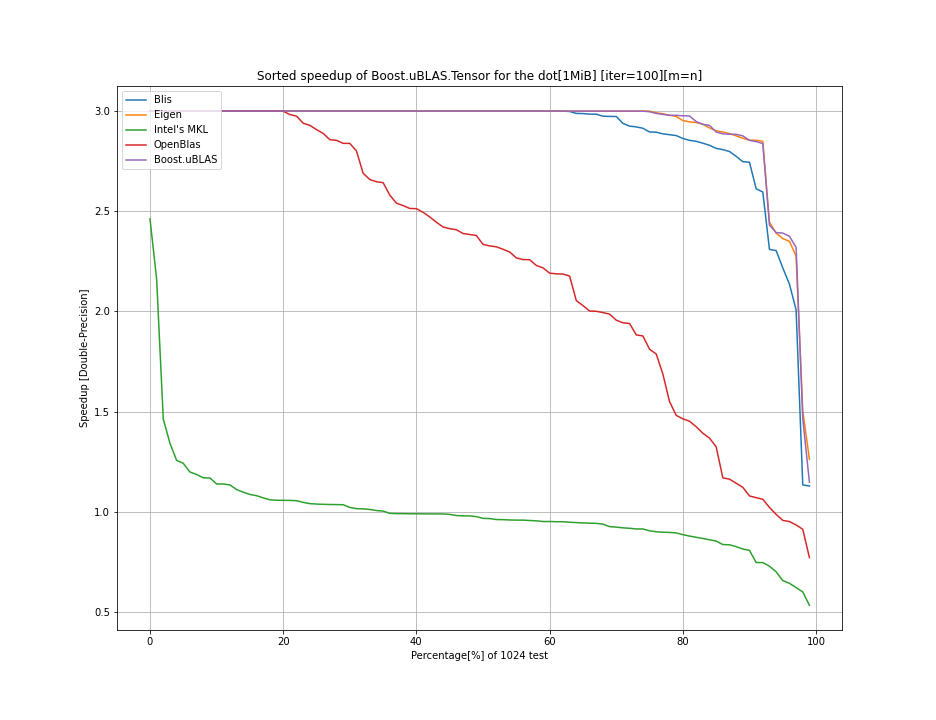 Sorted speedup of Boost.uBLAS.Tensor for the dot[1MiB] [iter=100][m=n]
Blis
Eigen
Intel's MKL
OpenBlas
Boost.uBLAS
3.0
2.5
2.0
1.5
1.0
0.5
Speedup [Double-Precision]
0 20 40 60 80 100
Percentage[%] of 1024 test